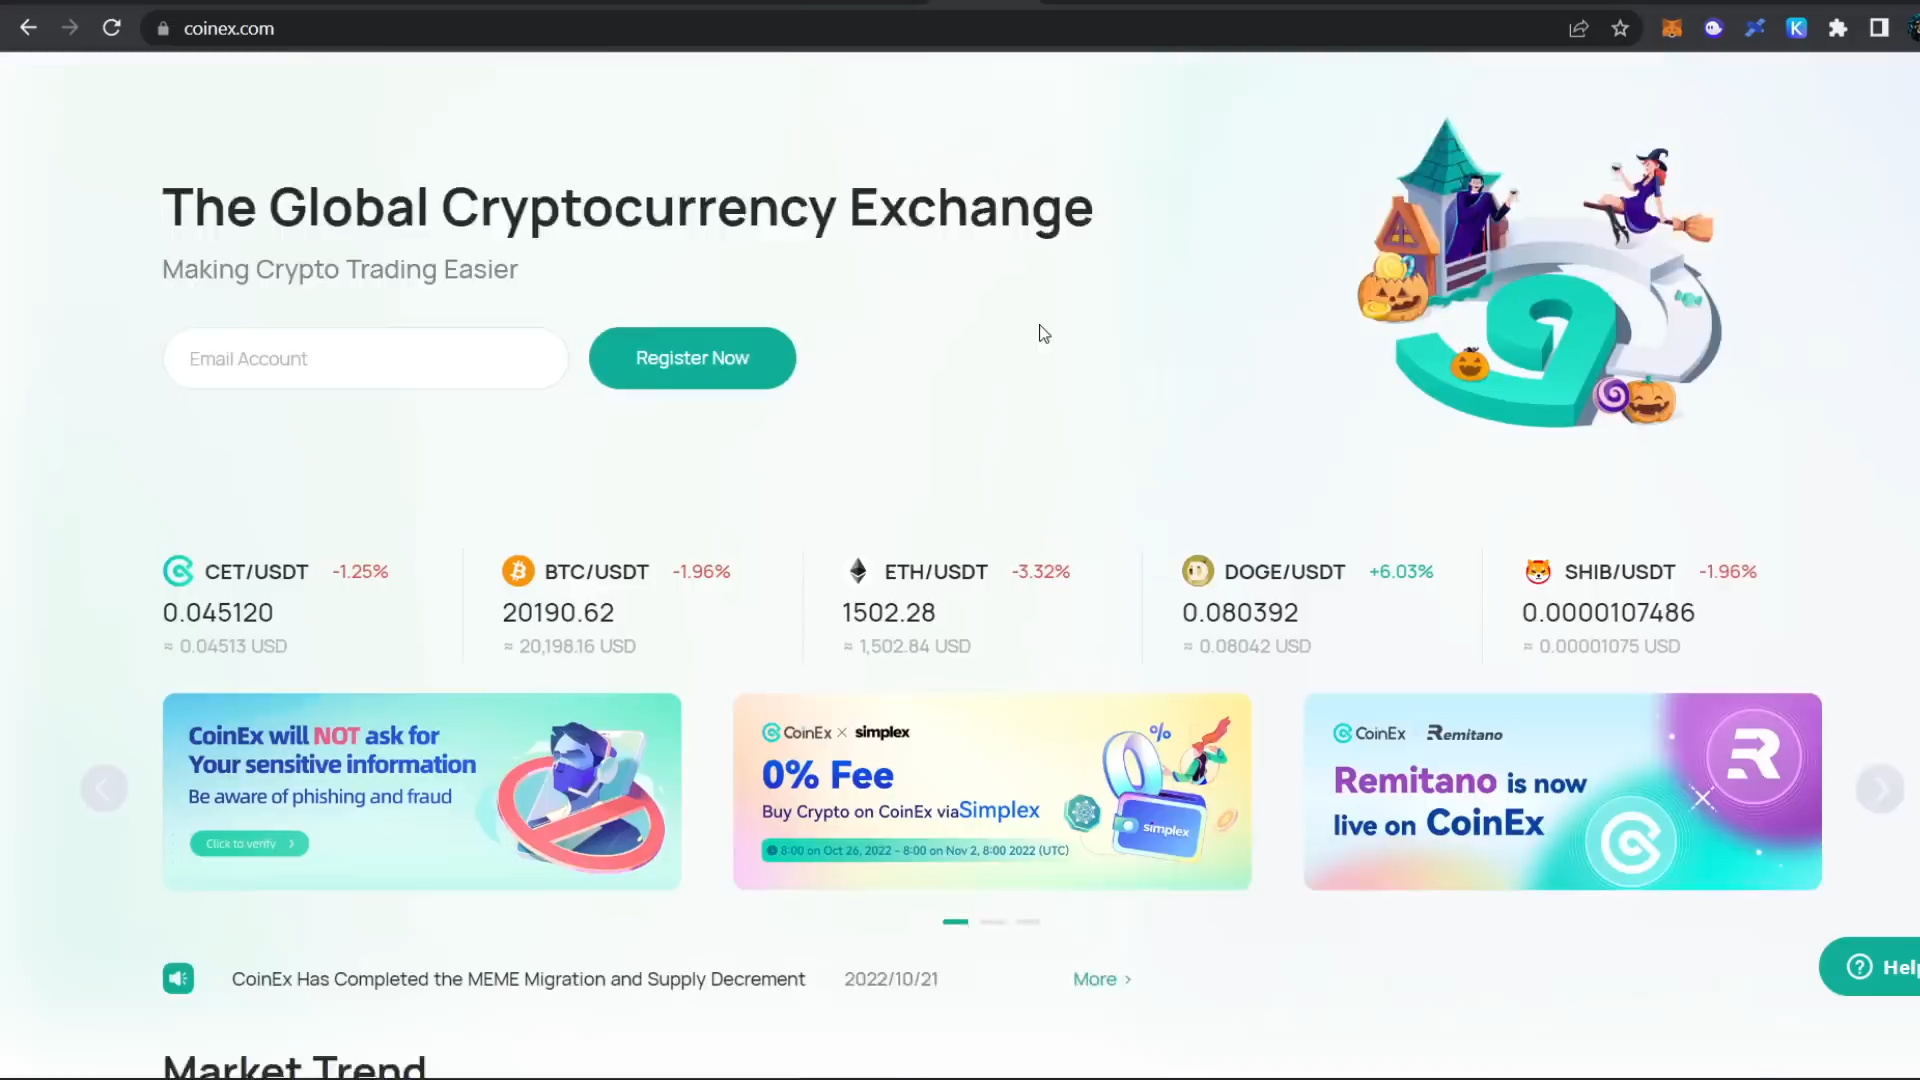 coinex.com
K
The Global Cryptocurrency Exchange
Making Crypto Trading Easier
Email Account
Register Now
CET/USDT -1.25%
0.045120
≈ 0.04513 USD
BTC/USDT -1.96%
20190.62
≈ 20,198.16 USD
ETH/USDT -3.32%
1502.28
≈ 1,502.84 USD
DOGE/USDT +6.03%
0.080392
≈ 0.08042 USD
SHIB/USDT -1.96%
0.0000107486
≈ 0.00001075 USD
CoinEx will NOT ask for
Your sensitive information
Be aware of phishing and fraud
Click to verify >
CoinEx × simplex
0% Fee
Buy Crypto on CoinEx viaSimplex
8:00 on Oct 26, 2022 - 8:00 on Nov 2, 8:00 2022 (UTC)
simplex
CoinEx Remitano
Remitano is now
live on CoinEx
CoinEx Has Completed the MEME Migration and Supply Decrement 2022/10/21 More >
Help
Market Trend